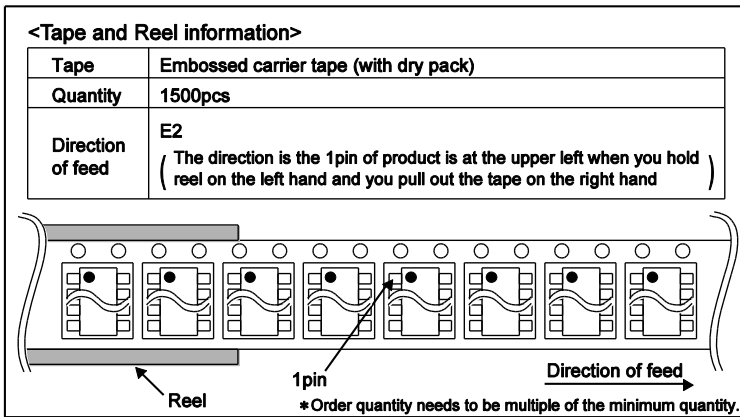 <Tape and Reel information>
Tape Embossed carrier tape (with dry pack)
Quantity 1500pcs
Direction of feed E2
( The direction is the 1pin of product is at the upper left when you hold
reel on the left hand and you pull out the tape on the right hand )
1pin
Direction of feed
Reel
*Order quantity needs to be multiple of the minimum quantity.